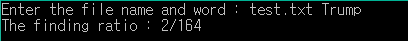 Enter the file name and word : test.txt Trump
The finding ratio : 2/164